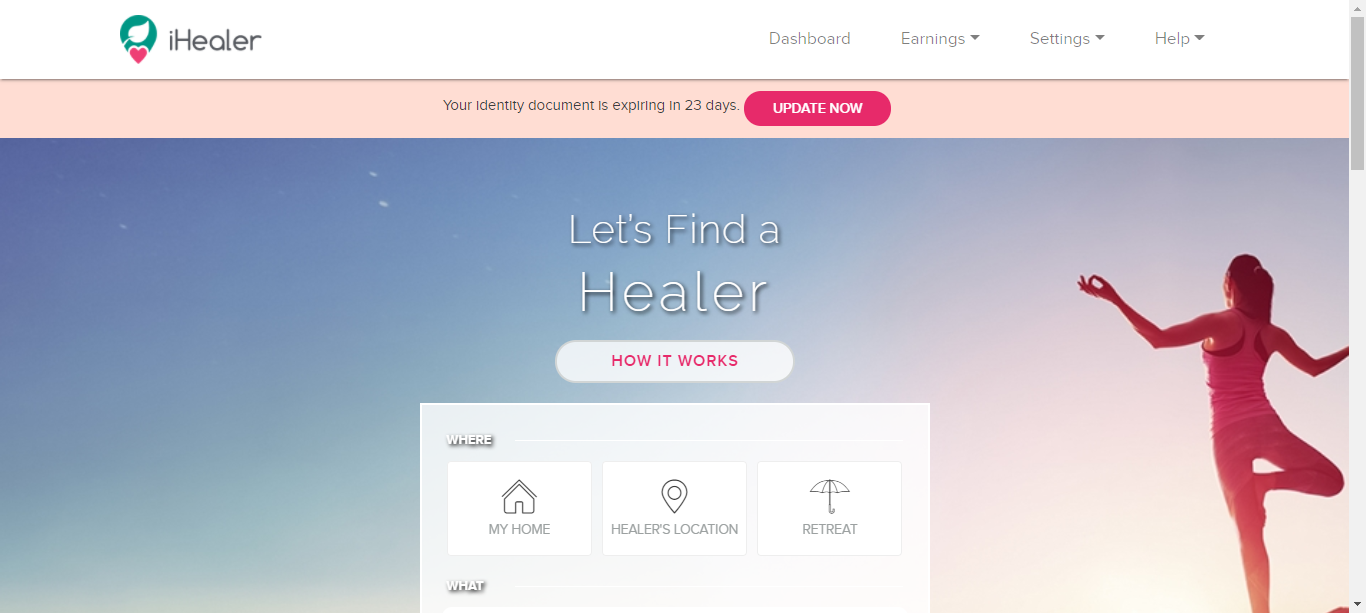 iHealer
Dashboard
Earnings
Settings
Help
Your identity document is expiring in 23 days.
UPDATE NOW
Let's Find a
Healer
HOW IT WORKS
WHERE
MY HOME
HEALER'S LOCATION
RETREAT
WHAT